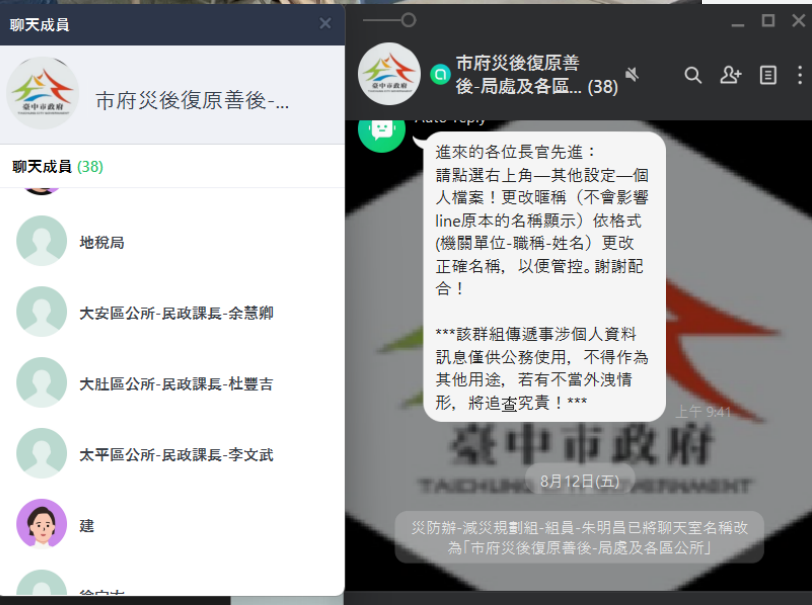 聊天成員
臺中市政府
市府災後復原善後-...
聊天成員 (38)
地稅局
大安區公所-民政課長-余慧卿
大肚區公所-民政課長-杜豐吉
太平區公所-民政課長-李文武
建
市府災後復原善
後-局處及各區... (38)
臺中市政府
Auto-reply
進來的各位長官先進：
請點選右上角—其他設定—個
人檔案！更改暱稱（不會影響
line原本的名稱顯示）依格式
(機關單位-職稱-姓名）更改
正確名稱，以便管控。謝謝配
合！
***該群組傳遞事涉個人資料
訊息僅供公務使用，不得作為
其他用途，若有不當外洩情
形，將追查究責！***
上午 9:41
臺中市政府
8月12日(五)
災防辦-減災規劃組-組員-朱明昌已將聊天室名稱改
為「市府災後復原善後-局處及各區公所」